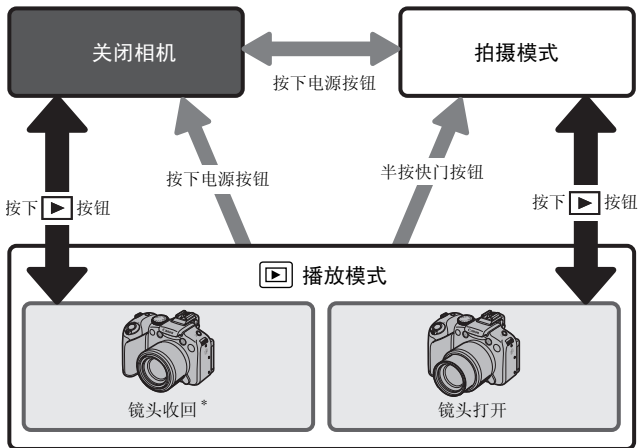 关闭相机
拍摄模式
按下电源按钮
按下电源按钮
半按快门按钮
按下▶按钮
按下▶按钮
播放模式
镜头收回*
镜头打开